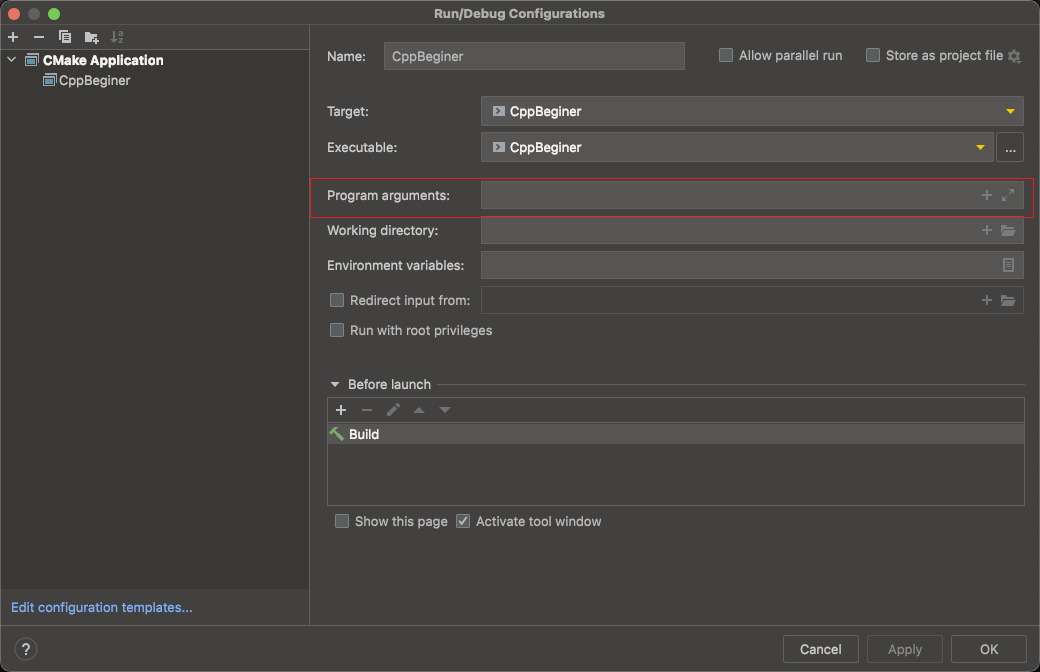 Run/Debug Configurations
CMake Application
CppBeginer
Name: CppBeginer Allow parallel run Store as project file
Target: CppBeginer
Executable: CppBeginer ...
Program arguments:
Working directory:
Environment variables:
Redirect input from:
Run with root privileges
Before launch
Build
Show this page Activate tool window
Edit configuration templates...
? Cancel Apply OK